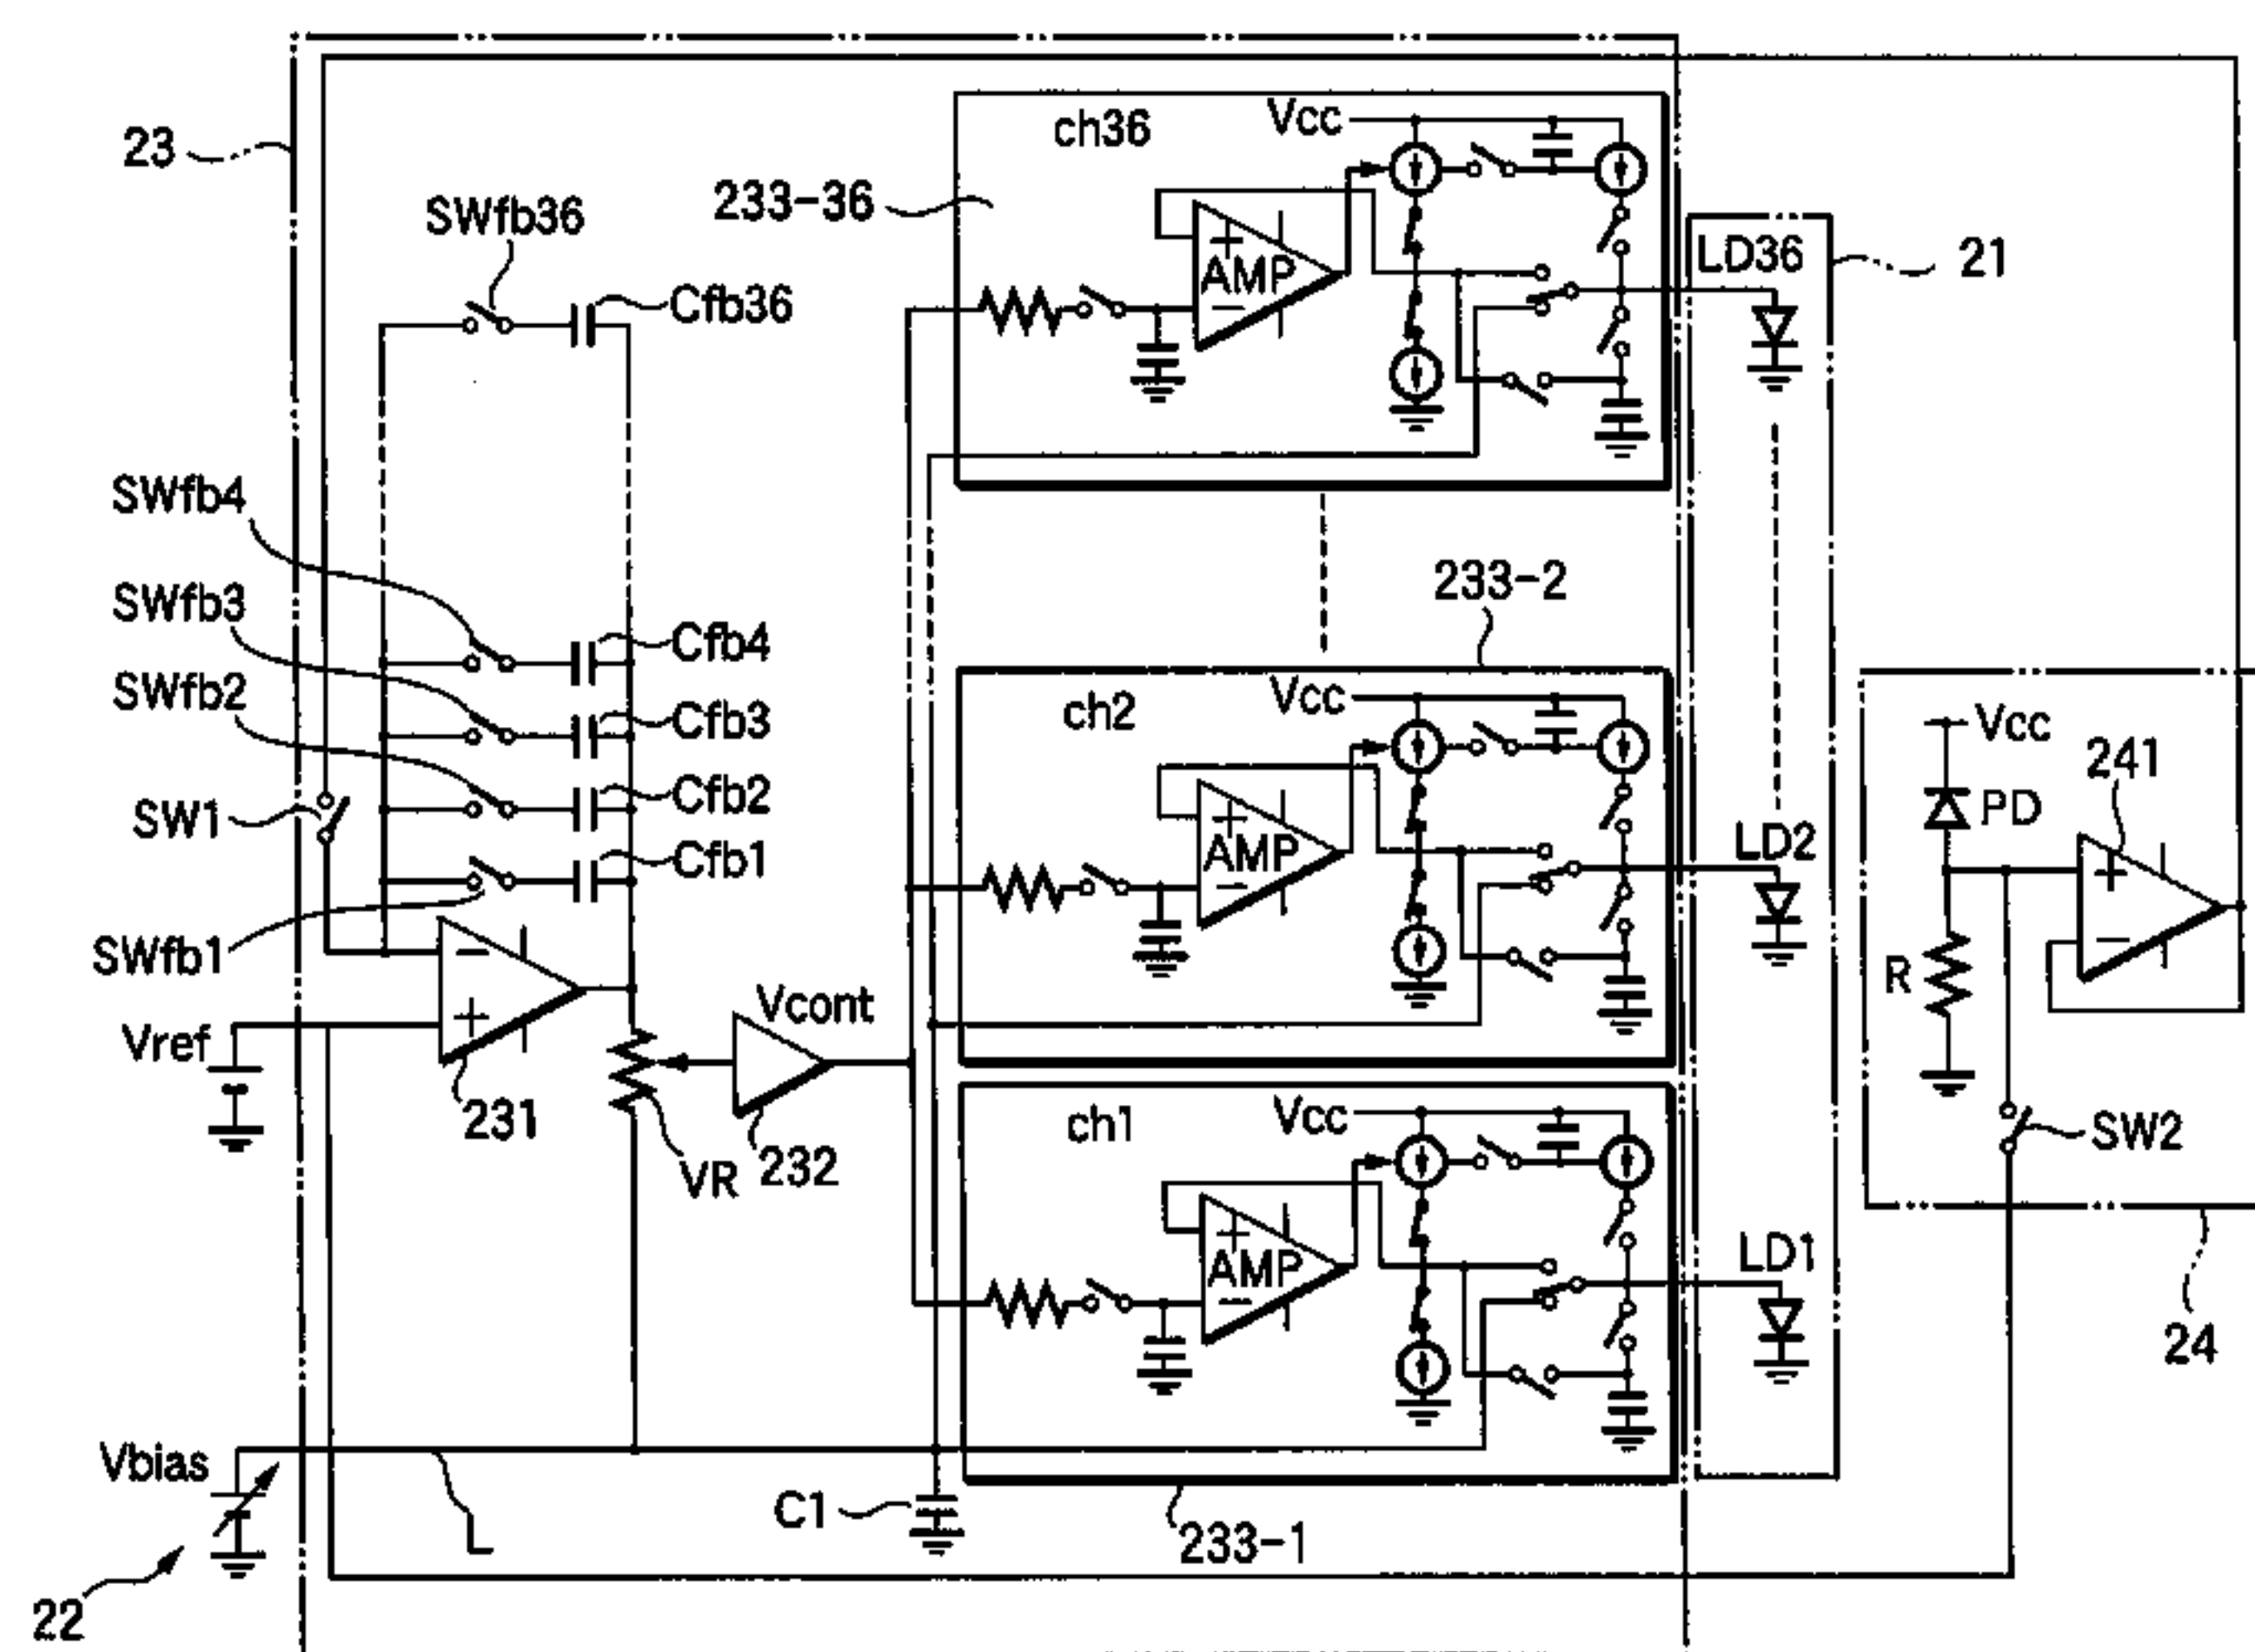 23
ch36
Vcc
233-36
SWfb36
AMP
+
−
LD36
21
Cfb36
SWfb4
SWfb3
233-2
Cfb4
SWfb2
ch2
Vcc
Cfb3
Vcc
241
SW1
Cfb2
PD
AMP
+
−
LD2
Cfb1
+
−
SWfb1
−
+
R
Vcont
Vref
231
ch1
Vcc
SW2
VR
232
AMP
+
−
LD1
24
Vbias
C1
233-1
22